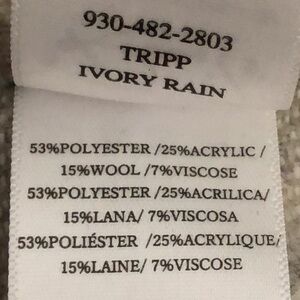 930-482-2803
TRIPP
IVORY RAIN
53%POLYESTER /25%ACRYLIC /
15%WOOL /7%VISCOSE
53%POLYESTER /25%ACRILICA/
15%LANA/ 7%VISCOSA
53%POLIÉSTER /25%ACRYLIQUE/
15%LAINE/ 7%VISCOSE